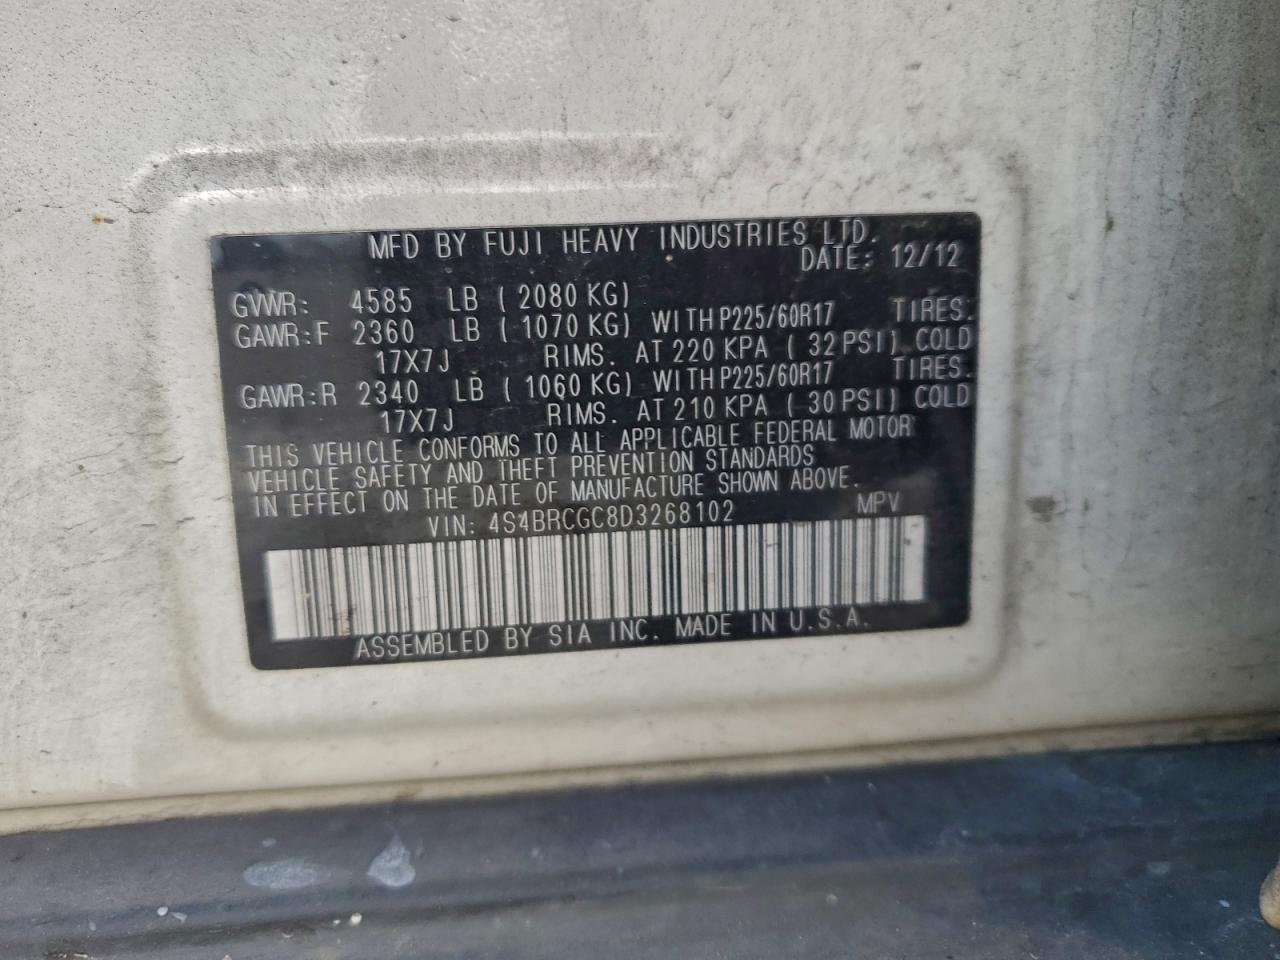 MFD BY FUJI HEAVY INDUSTRIES LTD.
DATE: 12/12
GVWR: 4585 LB (2080 KG)
GAWR:F 2360 LB (1070 KG) WITH P225/60R17 TIRES.
17X7J RIMS. AT 220 KPA (32 PSI) COLD
GAWR:R 2340 LB (1060 KG) WITH P225/60R17 TIRES.
17X7J RIMS. AT 210 KPA (30 PSI) COLD
THIS VEHICLE CONFORMS TO ALL APPLICABLE FEDERAL MOTOR
VEHICLE SAFETY AND THEFT PREVENTION STANDARDS
IN EFFECT ON THE DATE OF MANUFACTURE SHOWN ABOVE.
VIN: 4S4BRCGC8D3268102 MPV
ASSEMBLED BY SIA INC. MADE IN U.S.A.